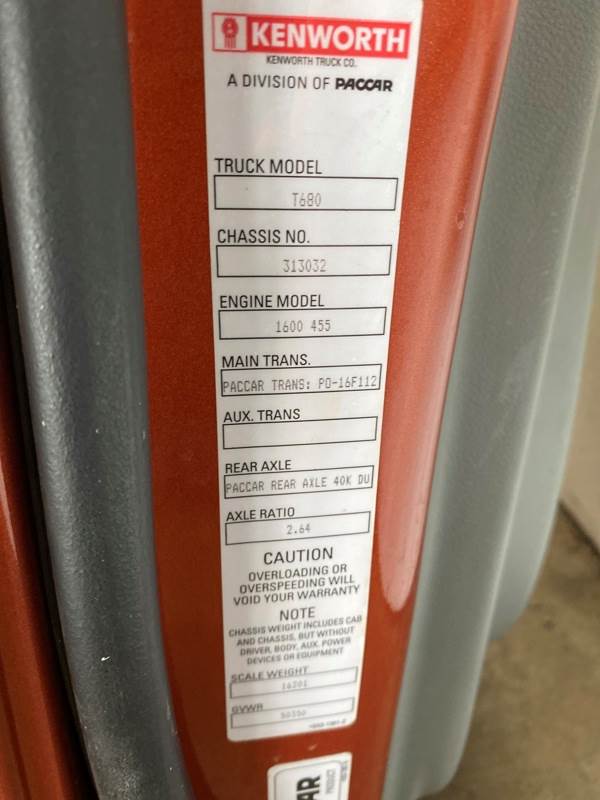 KENWORTH
KENWORTH TRUCK CO.
A DIVISION OF PACCAR
TRUCK MODEL
T680
CHASSIS NO.
313032
ENGINE MODEL
1600 455
MAIN TRANS.
PACCAR TRANS: PO-16F112
AUX. TRANS
REAR AXLE
PACCAR REAR AXLE 40K DU
AXLE RATIO
2.64
CAUTION
OVERLOADING OR
OVERSPEEDING WILL
VOID YOUR WARRANTY
NOTE
CHASSIS WEIGHT INCLUDES CAB
AND CHASSIS, BUT WITHOUT
DRIVER, BODY, AUX. POWER
DEVICES OR EQUIPMENT
SCALE WEIGHT
16201
GVWR
50350
AR
PRODUCT